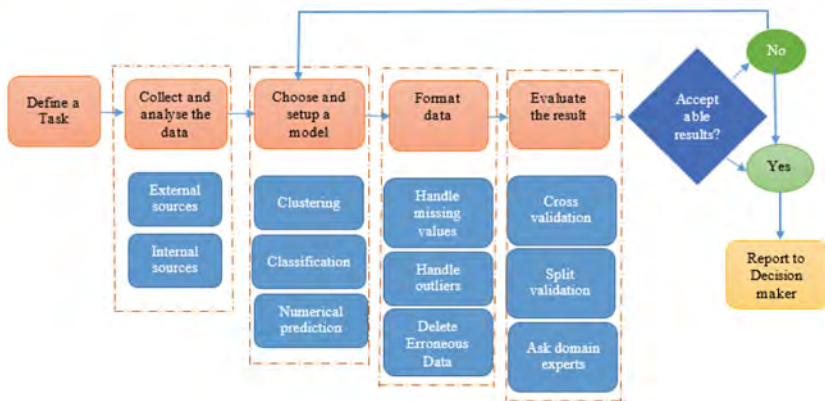 Define a
Task
Collect and
analyse the
data
External
sources
Internal
sources
Choose and
setup a
model
Clustering
Classification
Numerical
prediction
Format
data
Handle
missing
values
Handle
outliers
Delete
Erroneous
Data
Evaluate
the result
Cross
validation
Split
validation
Ask domain
experts
Accept
able
results?
No
Yes
Report to
Decision
maker